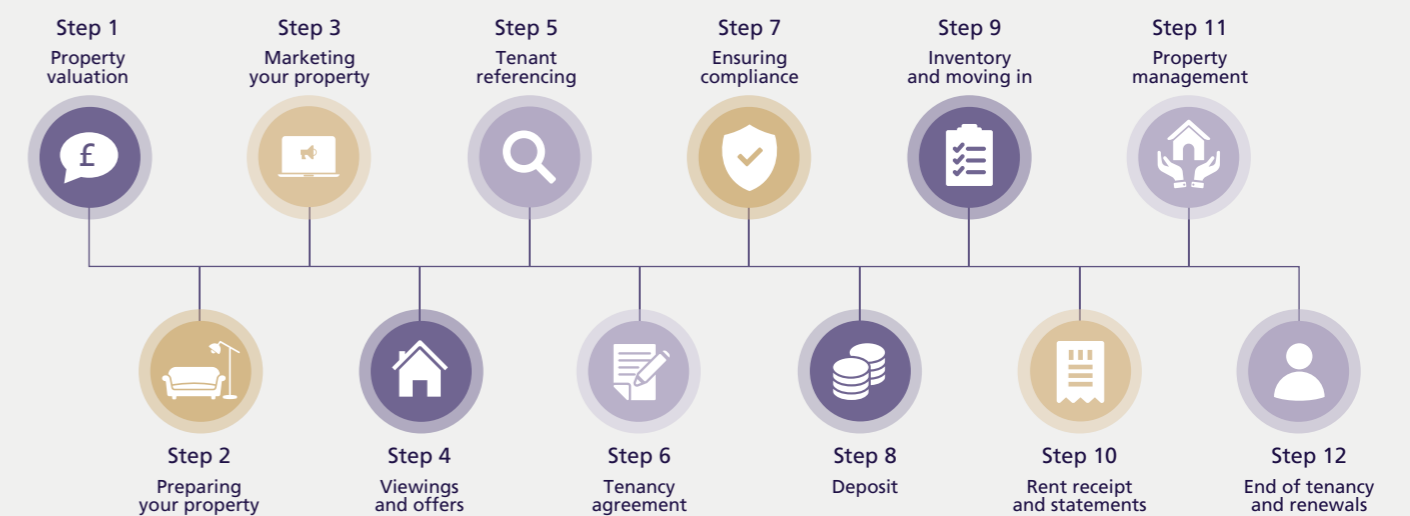 Step 1
Property
valuation
£
Step 2
Preparing
your property
Step 3
Marketing
your property
Step 4
Viewings
and offers
Step 5
Tenant
referencing
Step 6
Tenancy
agreement
Step 7
Ensuring
compliance
Step 8
Deposit
Step 9
Inventory
and moving in
Step 10
Rent receipt
and statements
Step 11
Property
management
Step 12
End of tenancy
and renewals